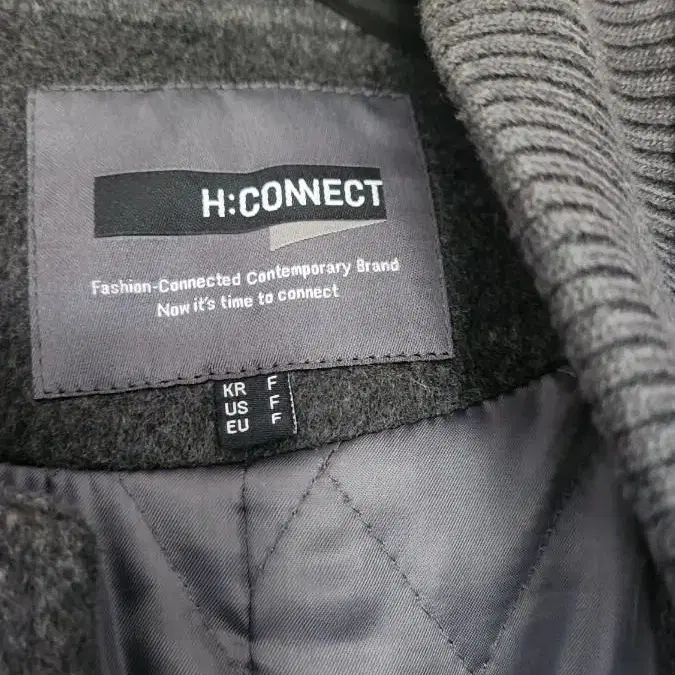 H:CONNECT
Fashion-Connected Contemporary Brand
Now it's time to connect
KR F
US F
EU F